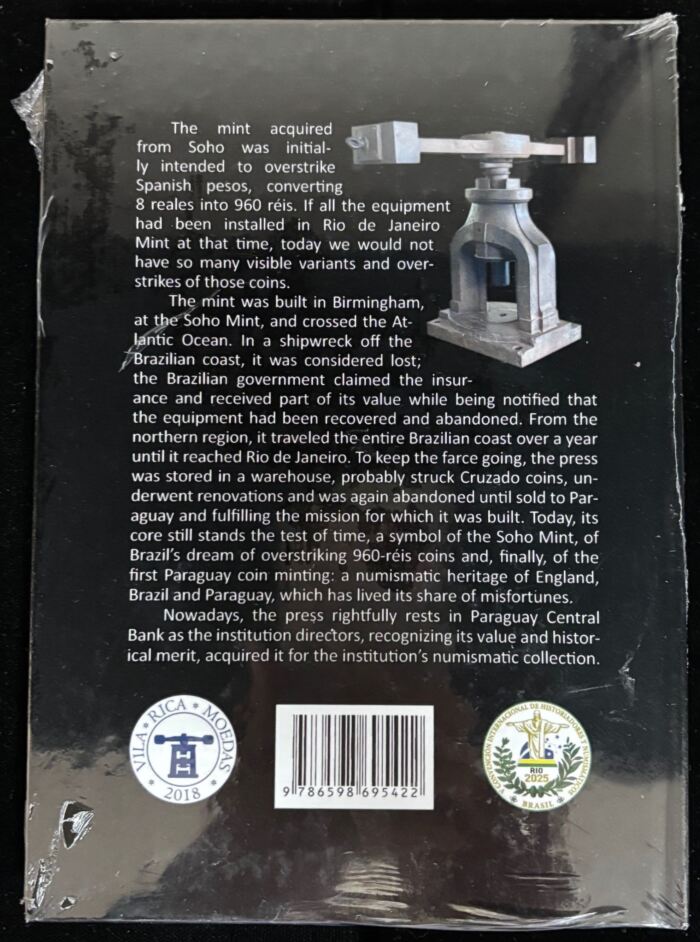 The mint acquired
from Soho was initial-
ly intended to overstrike
Spanish pesos, converting
8 reales into 960 réis. If all the equipment
had been installed in Rio de Janeiro
Mint at that time, today we would not
have so many visible variants and over-
strikes of those coins.
The mint was built in Birmingham,
at the Soho Mint, and crossed the At-
lantic Ocean. In a shipwreck off the
Brazilian coast, it was considered lost;
the Brazilian government claimed the insur-
ance and received part of its value while being notified that
the equipment had been recovered and abandoned. From the
northern region, it traveled the entire Brazilian coast over a year
until it reached Rio de Janeiro. To keep the farce going, the press
was stored in a warehouse, probably struck Cruzado coins, un-
derwent renovations and was again abandoned until sold to Par-
aguay and fulfilling the mission for which it was built. Today, its
core still stands the test of time, a symbol of the Soho Mint, of
Brazil's dream of overstriking 960-réis coins and, finally, of the
first Paraguay coin minting: a numismatic heritage of England,
Brazil and Paraguay, which has lived its share of misfortunes.
Nowadays, the press rightfully rests in Paraguay Central
Bank as the institution directors, recognizing its value and histor-
ical merit, acquired it for the institution's numismatic collection.
VILA · RICA · MOEDAS
2018
9 786598 695422
CONVENCION INTERNACIONAL DE HISTORIADORES Y NUMISMATICOS
RIO
2025
BRASIL